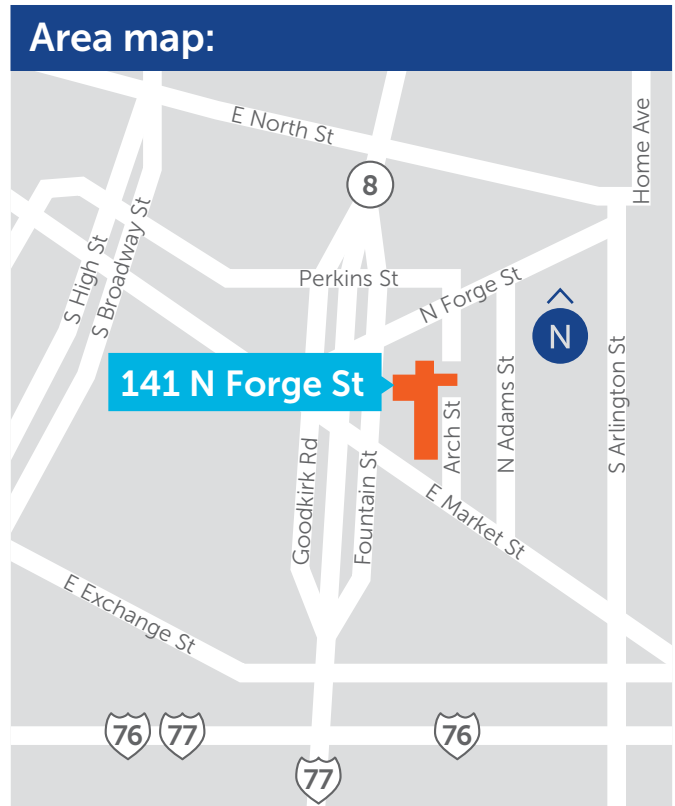 Area map:
E North St
Home Ave
8
S High St
S Broadway St
Perkins St
N Forge St
N
141 N Forge St
Goodkirk Rd
Fountain St
Arch St
N Adams St
S Arlington St
E Market St
E Exchange St
76
77
76
77